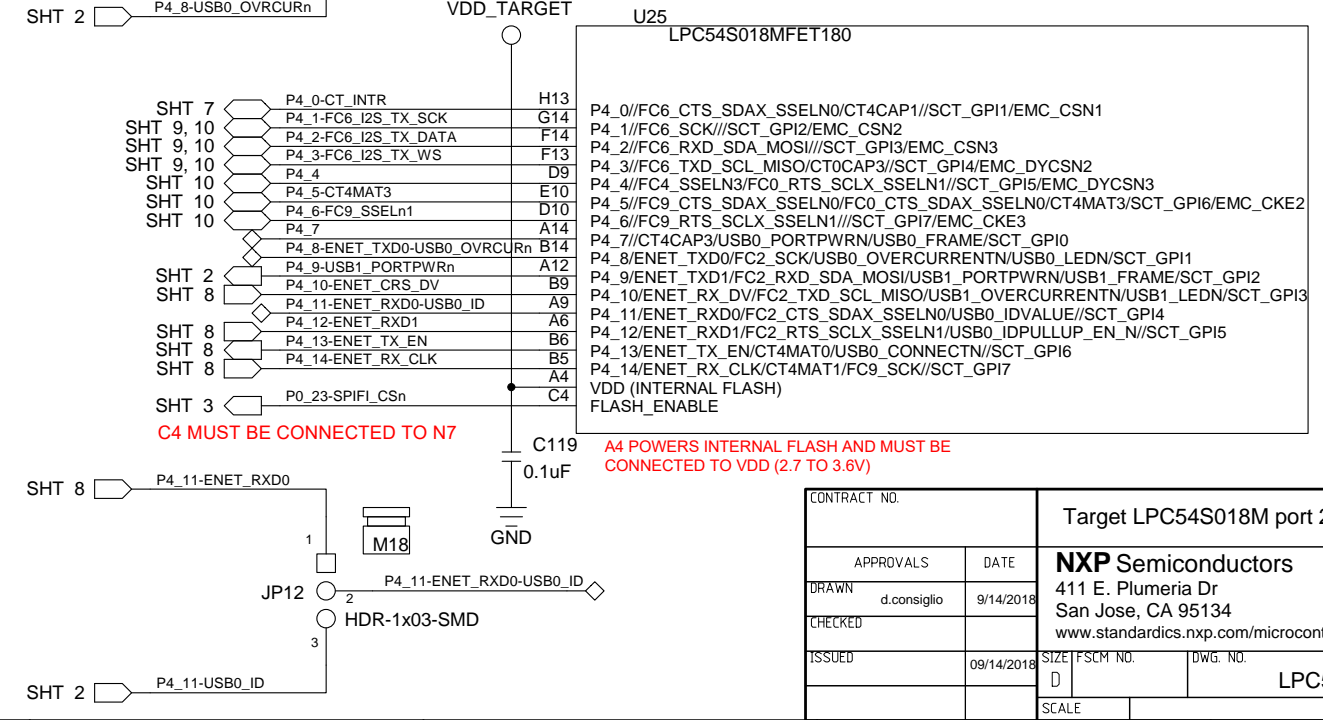 SHT 2
P4_8-USB0_OVRCURn
VDD_TARGET
U25
LPC54S018MFET180
SHT 7 P4_0-CT_INTR H13 P4_0//FC6_CTS_SDAX_SSELN0/CT4CAP1//SCT_GPI1/EMC_CSN1
SHT 9, 10 P4_1-FC6_I2S_TX_SCK G14 P4_1//FC6_SCK///SCT_GPI2/EMC_CSN2
SHT 9, 10 P4_2-FC6_I2S_TX_DATA F14 P4_2//FC6_RXD_SDA_MOSI///SCT_GPI3/EMC_CSN3
SHT 9, 10 P4_3-FC6_I2S_TX_WS F13 P4_3//FC6_TXD_SCL_MISO/CT0CAP3//SCT_GPI4/EMC_DYCSN2
SHT 10 P4_4 D9 P4_4//FC4_SSELN3/FC0_RTS_SCLX_SSELN1//SCT_GPI5/EMC_DYCSN3
SHT 10 P4_5-CT4MAT3 E10 P4_5//FC9_CTS_SDAX_SSELN0/FC0_CTS_SDAX_SSELN0/CT4MAT3/SCT_GPI6/EMC_CKE2
SHT 10 P4_6-FC9_SSELn1 D10 P4_6//FC9_RTS_SCLX_SSELN1///SCT_GPI7/EMC_CKE3
P4_7 A14 P4_7//CT4CAP3/USB0_PORTPWRN/USB0_FRAME/SCT_GPI0
P4_8-ENET_TXD0-USB0_OVRCURn B14 P4_8/ENET_TXD0/FC2_SCK/USB0_OVERCURRENTN/USB0_LEDN/SCT_GPI1
SHT 2 P4_9-USB1_PORTPWRn A12 P4_9/ENET_TXD1/FC2_RXD_SDA_MOSI/USB1_PORTPWRN/USB1_FRAME/SCT_GPI2
SHT 8 P4_10-ENET_CRS_DV B9 P4_10/ENET_RX_DV/FC2_TXD_SCL_MISO/USB1_OVERCURRENTN/USB1_LEDN/SCT_GPI3
P4_11-ENET_RXD0-USB0_ID A9 P4_11/ENET_RXD0/FC2_CTS_SDAX_SSELN0/USB0_IDVALUE//SCT_GPI4
SHT 8 P4_12-ENET_RXD1 A6 P4_12/ENET_RXD1/FC2_RTS_SCLX_SSELN1/USB0_IDPULLUP_EN_N//SCT_GPI5
SHT 8 P4_13-ENET_TX_EN B6 P4_13/ENET_TX_EN/CT4MAT0/USB0_CONNECTN//SCT_GPI6
SHT 8 P4_14-ENET_RX_CLK B5 P4_14/ENET_RX_CLK/CT4MAT1/FC9_SCK//SCT_GPI7
A4 VDD (INTERNAL FLASH)
SHT 3 P0_23-SPIFI_CSn C4 FLASH_ENABLE
C4 MUST BE CONNECTED TO N7
C119
0.1uF
GND
A4 POWERS INTERNAL FLASH AND MUST BE
CONNECTED TO VDD (2.7 TO 3.6V)
SHT 8 P4_11-ENET_RXD0
M18
1
JP12
2
P4_11-ENET_RXD0-USB0_ID
HDR-1x03-SMD
3
SHT 2 P4_11-USB0_ID
CONTRACT NO.
Target LPC54S018M port 2
APPROVALS DATE
NXP Semiconductors
411 E. Plumeria Dr
San Jose, CA 95134
www.standardics.nxp.com/microcont
DRAWN d.consiglio 9/14/2018
CHECKED
ISSUED 09/14/2018
SIZE D
FSCM NO.
DWG. NO.
LPC5
SCALE